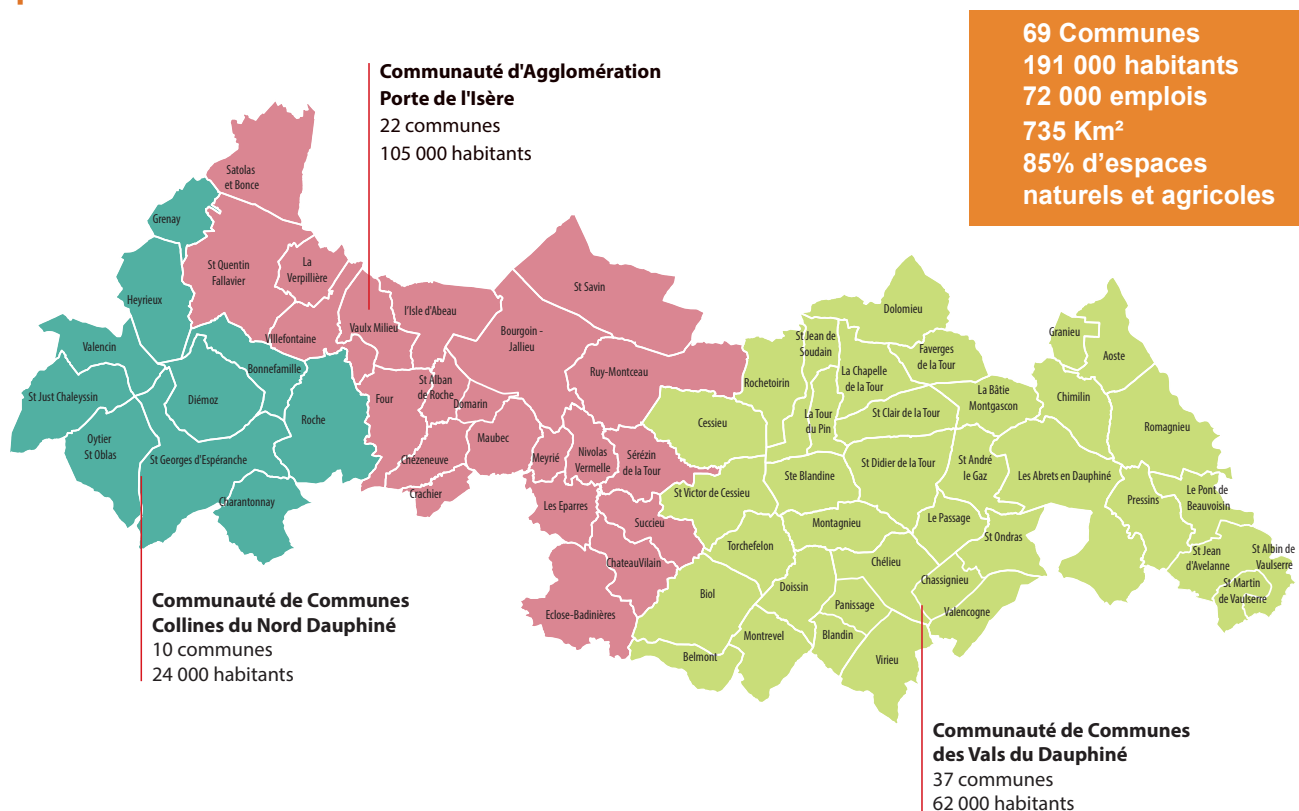 69 Communes
191 000 habitants
72 000 emplois
735 Km²
85% d’espaces
naturels et agricoles
Communauté d'Agglomération
Porte de l'Isère
22 communes
105 000 habitants
Satolas
et Bonce
Grenay
St Quentin
Fallavier
La
Verpillière
Heyrieux
Villefontaine
Vaulx Milieu
l'Isle d'Abeau
St Savin
Bourgoin -
Jallieu
Ruy-Montceau
Valencin
Bonnefamille
St Just Chaleyssin
Diémoz
Roche
Four
St Alban
de Roche
Domarin
Oytier
St Oblas
St Georges d'Espéranche
Charantonnay
Chézeneuve
Crachier
Maubec
Meyrié
Nivolas
Vermelle
Sérézin
de la Tour
Les Eparres
Succieu
ChateauVilain
Eclose-Badinières
Dolomieu
St Jean de
Soudain
Rochetoirin
La Chapelle
de la Tour
Faverges
de la Tour
Granieu
Aoste
Cessieu
La Tour
du Pin
St Clair de la Tour
La Bâtie
Montgascon
Chimilin
Romagnieu
St Victor de Cessieu
Ste Blandine
St Didier de la Tour
St André
le Gaz
Les Abrets en Dauphiné
Pressins
Le Pont de
Beauvoisin
Torchefelon
Montagnieu
Le Passage
St Ondras
St Jean
d'Avelanne
St Albin de
Vaulserre
St Martin
de Vaulserre
Biol
Doissin
Chélieu
Chassignieu
Panissage
Valencogne
Montrevel
Blandin
Virieu
Belmont
Communauté de Communes
Collines du Nord Dauphiné
10 communes
24 000 habitants
Communauté de Communes
des Vals du Dauphiné
37 communes
62 000 habitants